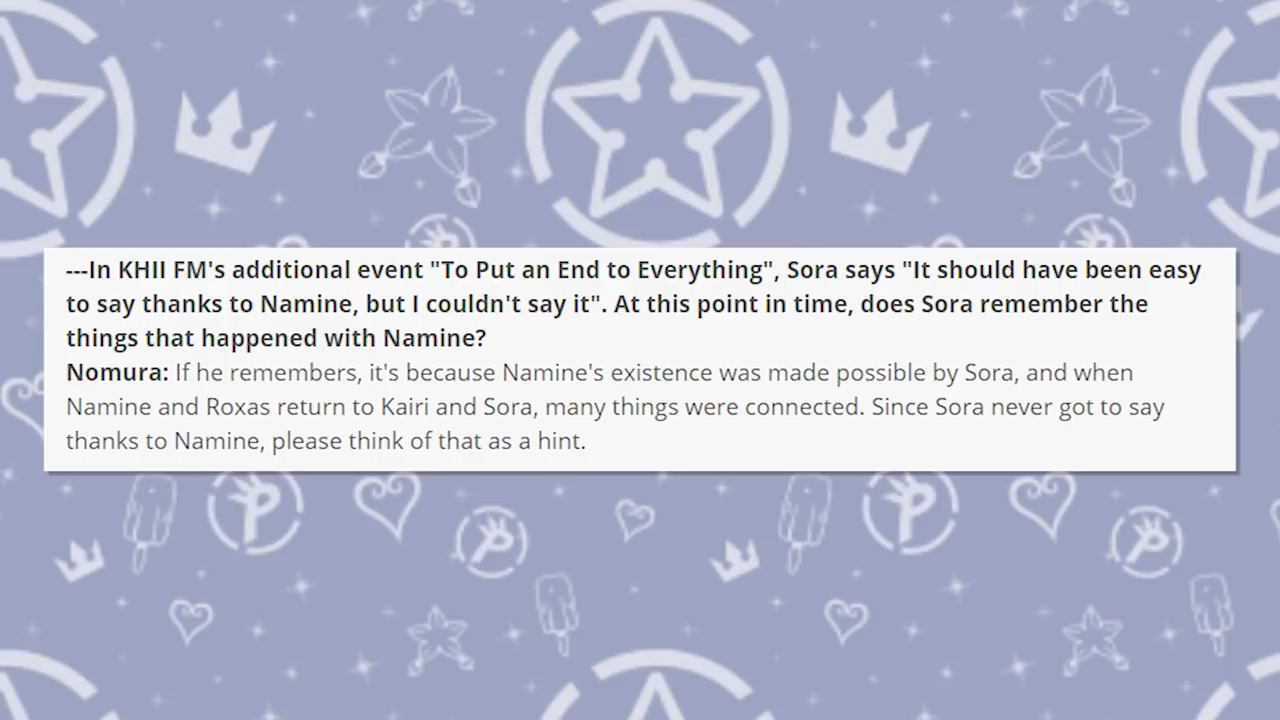 ---In KHII FM's additional event "To Put an End to Everything", Sora says "It should have been easy
to say thanks to Namine, but I couldn't say it". At this point in time, does Sora remember the
things that happened with Namine?
Nomura: If he remembers, it's because Namine's existence was made possible by Sora, and when
Namine and Roxas return to Kairi and Sora, many things were connected. Since Sora never got to say
thanks to Namine, please think of that as a hint.